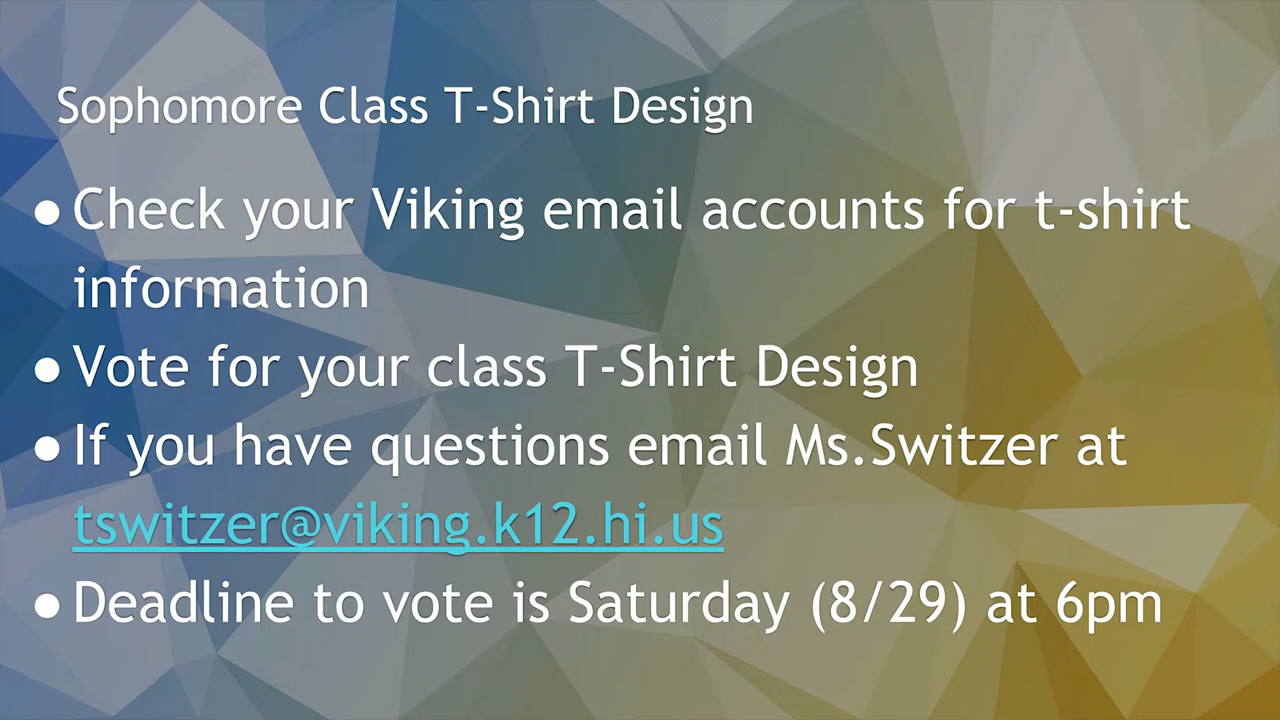 Sophomore Class T-Shirt Design
● Check your Viking email accounts for t-shirt
information
● Vote for your class T-Shirt Design
● If you have questions email Ms.Switzer at
tswitzer@viking.k12.hi.us
● Deadline to vote is Saturday (8/29) at 6pm